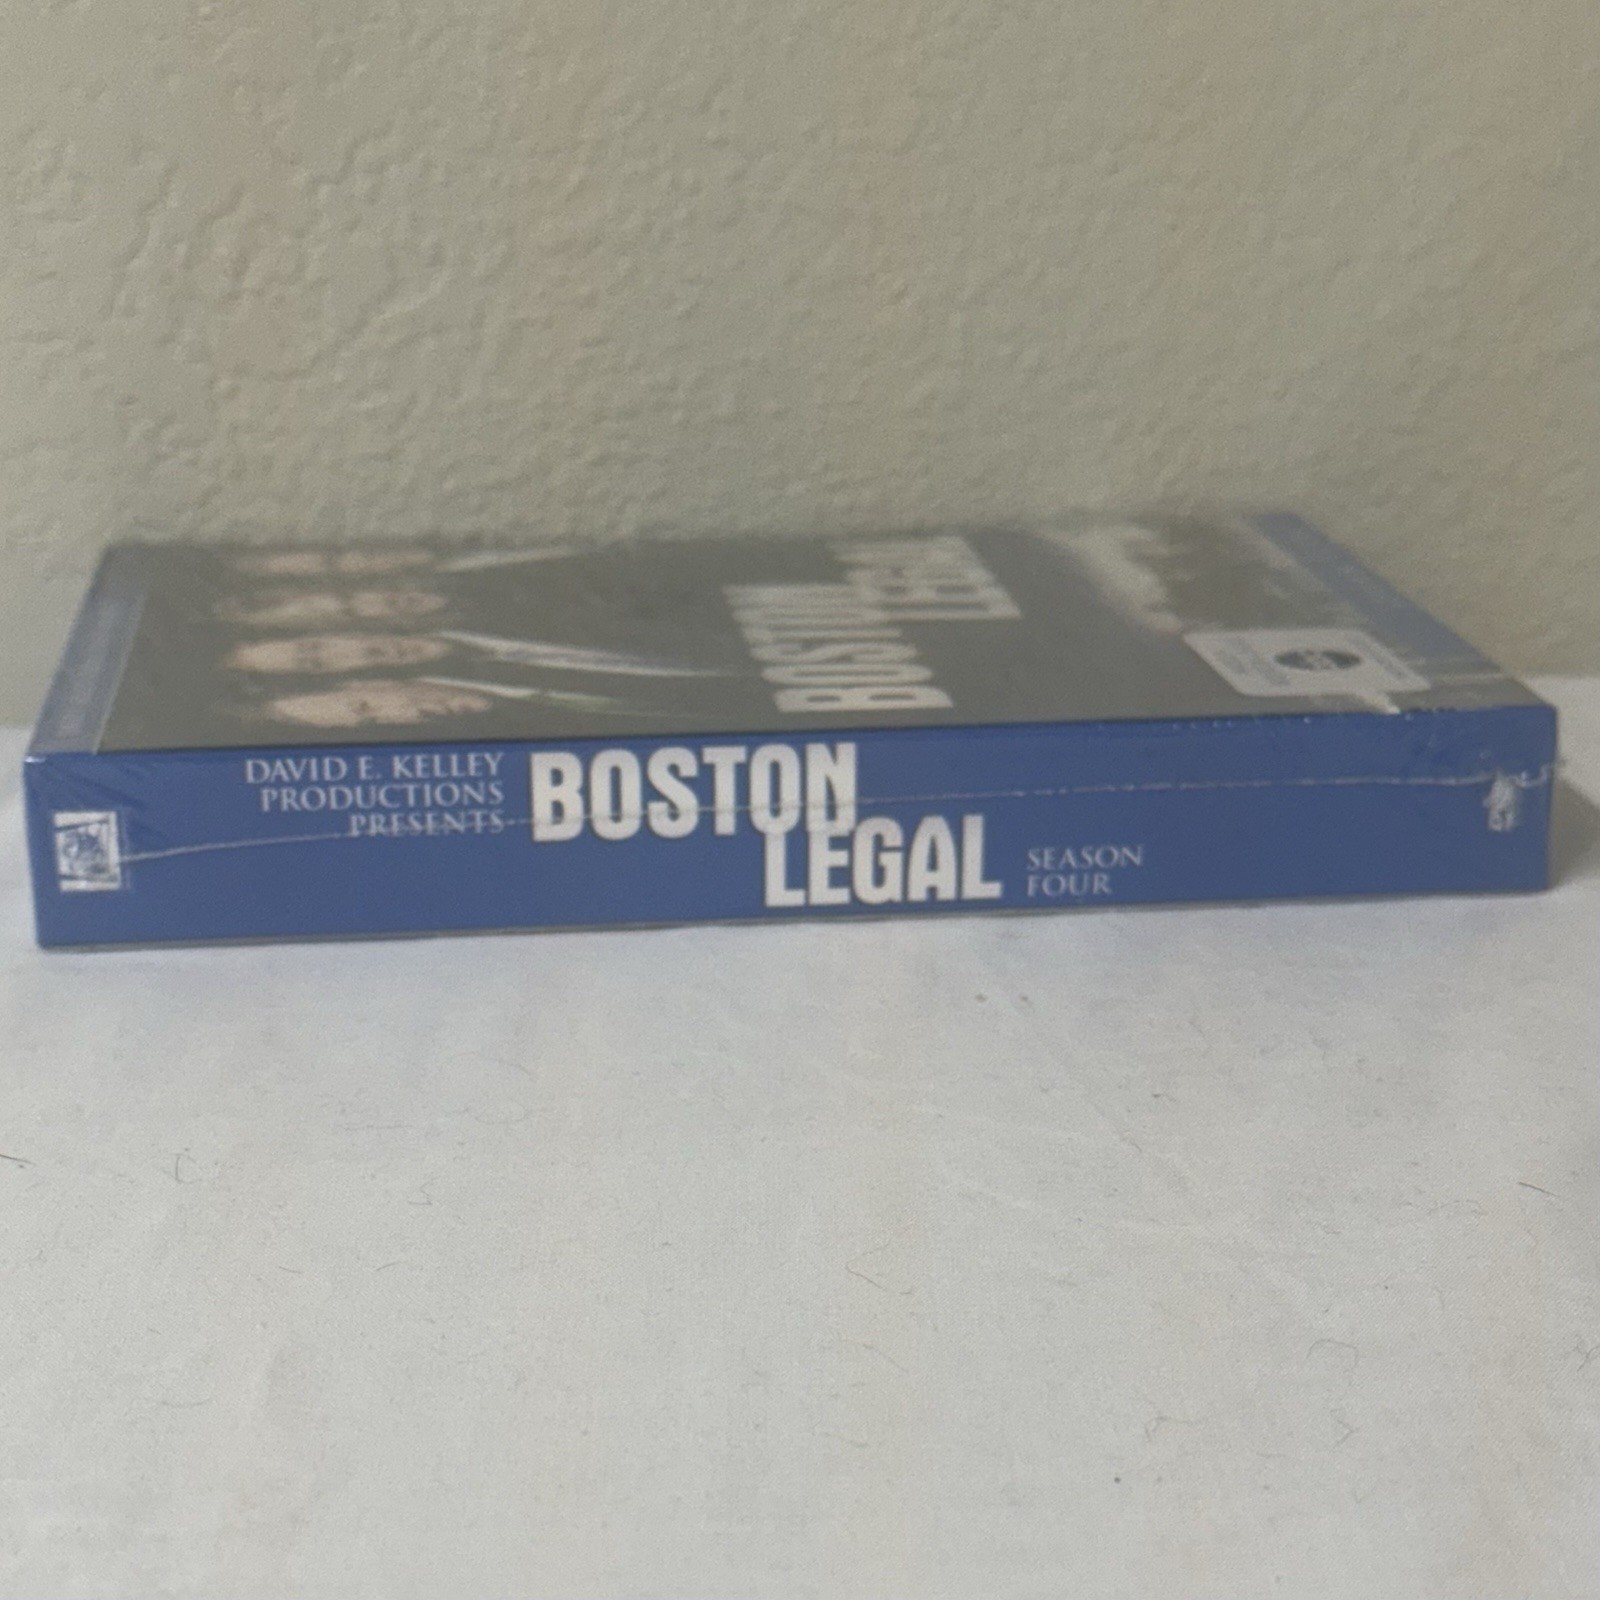 DAVID E. KELLEY
PRODUCTIONS
PRESENTS
BOSTON
LEGAL
SEASON
FOUR
BOSTON
LEGAL